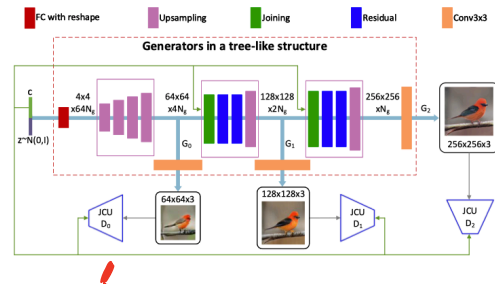 FC with reshape
Upsampling
Joining
Residual
Conv3x3
Generators in a tree-like structure
c
z~N(0,I)
4x4
x64Ng
64x64
x4Ng
128x128
x2Ng
256x256
xNg
G0
G1
G2
256x256x3
64x64x3
128x128x3
JCU
D0
JCU
D1
JCU
D2